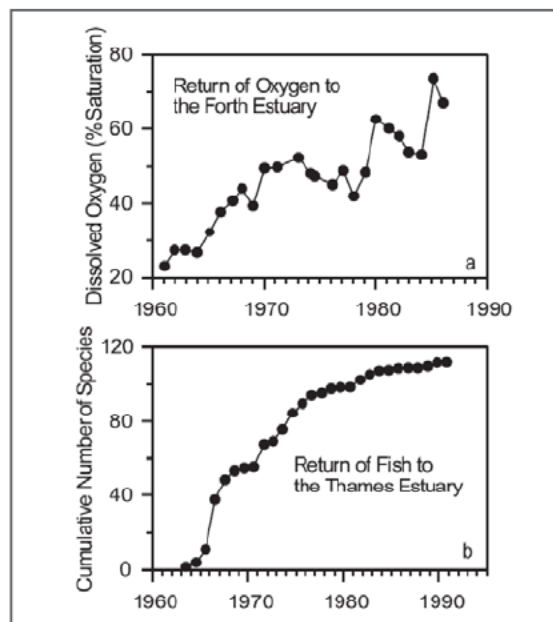 Dissolved Oxygen (%Saturation)
80
60
40
20
Return of Oxygen to
the Forth Estuary
a
1960 1970 1980 1990
Cumulative Number of Species
120
80
40
0
Return of Fish to
the Thames Estuary
b
1960 1970 1980 1990